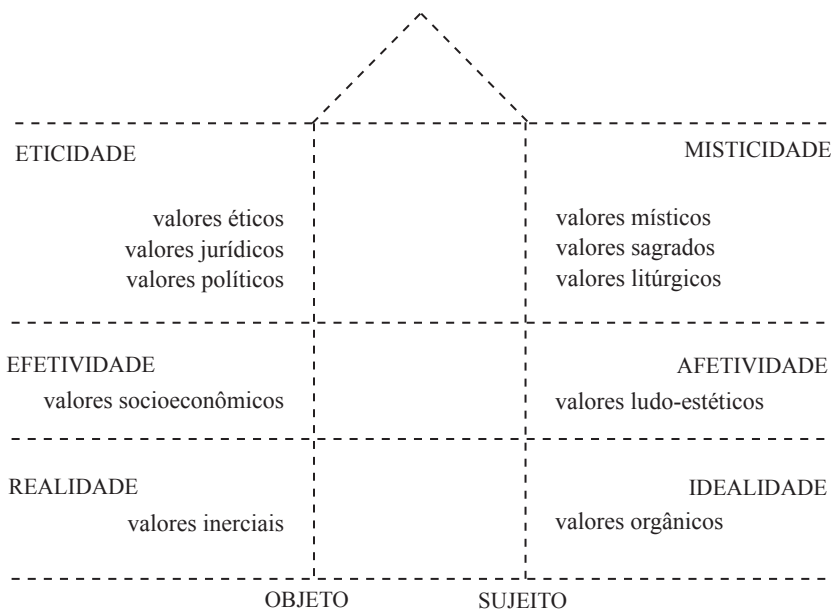 ETICIDADE
MISTICIDADE
valores éticos
valores místicos
valores jurídicos
valores sagrados
valores políticos
valores litúrgicos
EFETIVIDADE
AFETIVIDADE
valores socioeconômicos
valores ludo-estéticos
REALIDADE
IDEALIDADE
valores inerciais
valores orgânicos
OBJETO
SUJEITO